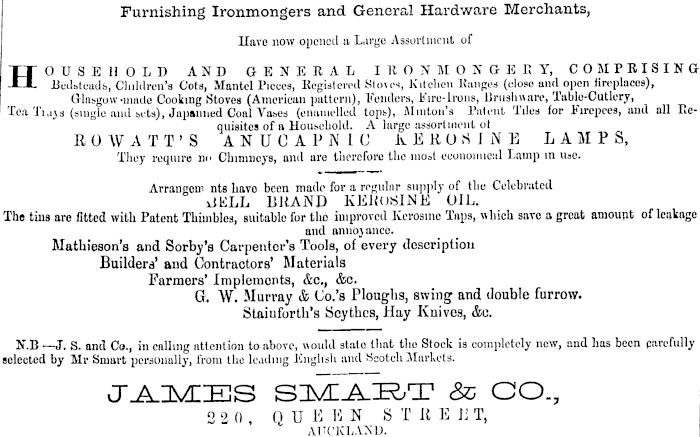 Furnishing Ironmongers and General Hardware Merchants,
Have now opened a Large Assortment of
HOUSEHOLD AND GENERAL IRONMONGERY, COMPRISING
Bedsteads, Children's Cots, Mantel Pieces, Registered Stoves, Kitchen Ranges (close and open fireplaces),
Glasgow-made Cooking Stoves (American pattern), Fenders, Fire-Irons, Brushware, Table-Cutlery,
Tea Trays (single and sets), Japanned Coal Vases (enamelled tops), Minton's Patent Tiles for Firepces, and all Re-
quisites of a Household. A large assortment of
ROWATT'S ANUCAPNIC KEROSINE LAMPS,
They require no Chimneys, and are therefore the most economical Lamp in use.
Arrangem nts have been made for a regular supply of the Celebrated
BELL BRAND KEROSINE OIL.
The tins are fitted with Patent Thimbles, suitable for the improved Kerosine Taps, which save a great amount of leakage
and annoyance.
Mathieson's and Sorby's Carpenter's Tools, of every description
Builders' and Contractors' Materials
Farmers' Implements, &c., &c.
G. W. Murray & Co.'s Ploughs, swing and double furrow.
Stainforth's Scythes, Hay Knives, &c.
N.B—J. S. and Co., in calling attention to above, would state that the Stock is completely new, and has been carefully
selected by Mr Smart personally, from the leading English and Scotch Markets.
JAMES SMART & CO.,
220, QUEEN STREET,
AUCKLAND.